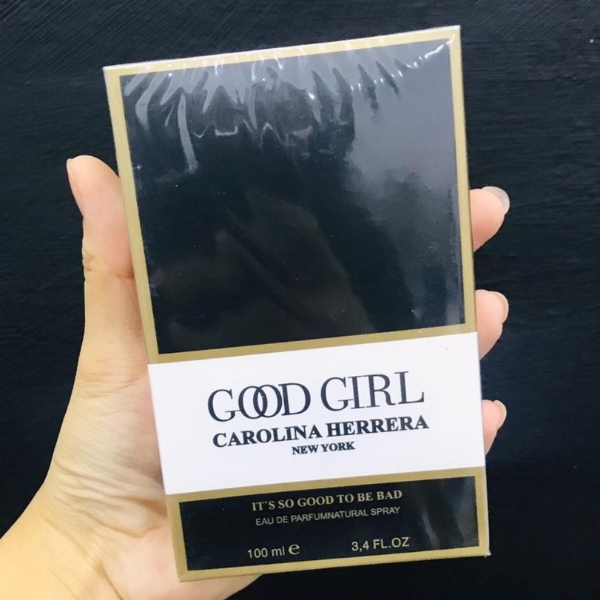 GOOD GIRL
CAROLINA HERRERA
NEW YORK
IT'S SO GOOD TO BE BAD
EAU DE PARFUMNATURAL SPRAY
100 ml e 3,4 FL.OZ